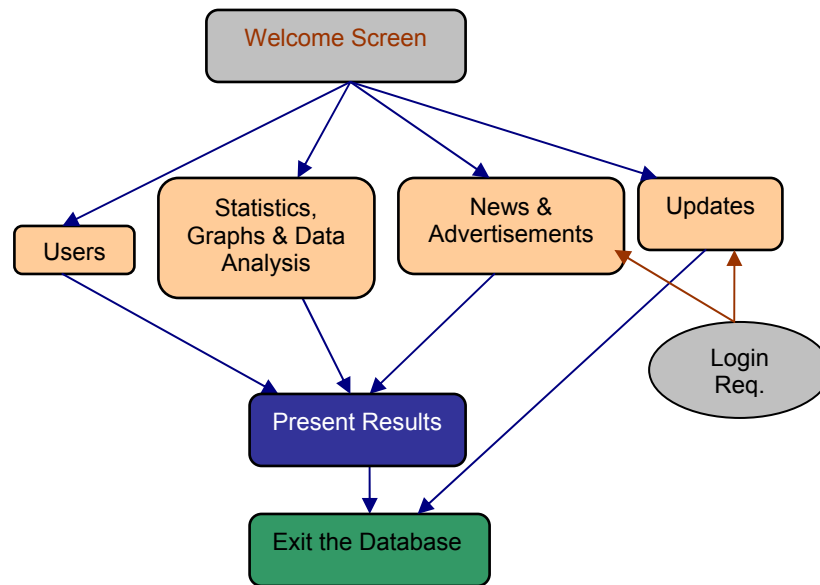 Welcome Screen
Users
Statistics,
Graphs & Data
Analysis
News &
Advertisements
Updates
Login
Req.
Present Results
Exit the Database